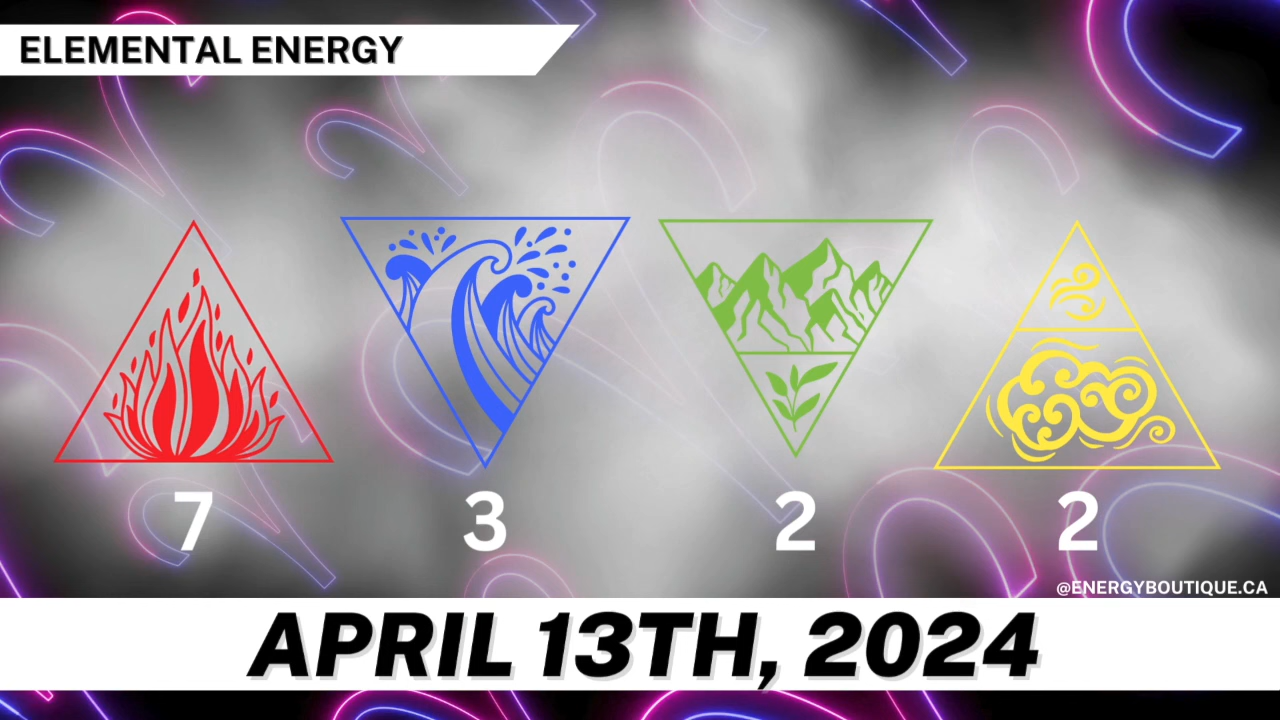 ELEMENTAL ENERGY
7
3
2
2
@ENERGYBOUTIQUE.CA
APRIL 13TH, 2024